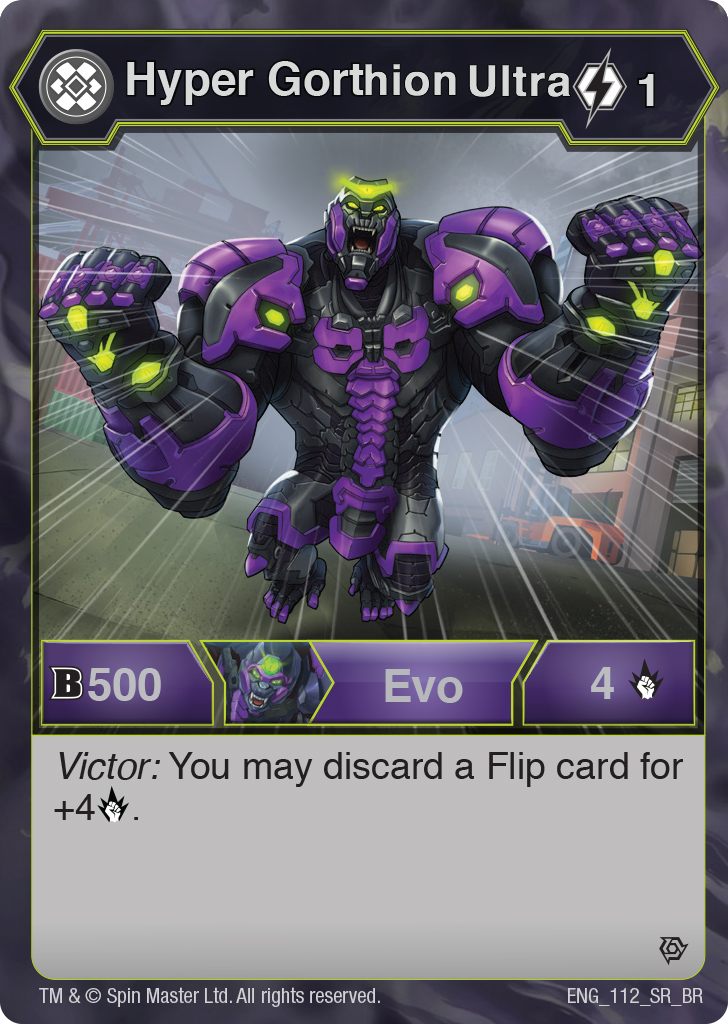 Hyper Gorthion Ultra 1
B 500 Evo 4
Victor: You may discard a Flip card for
+4.
TM & © Spin Master Ltd. All rights reserved. ENG_112_SR_BR